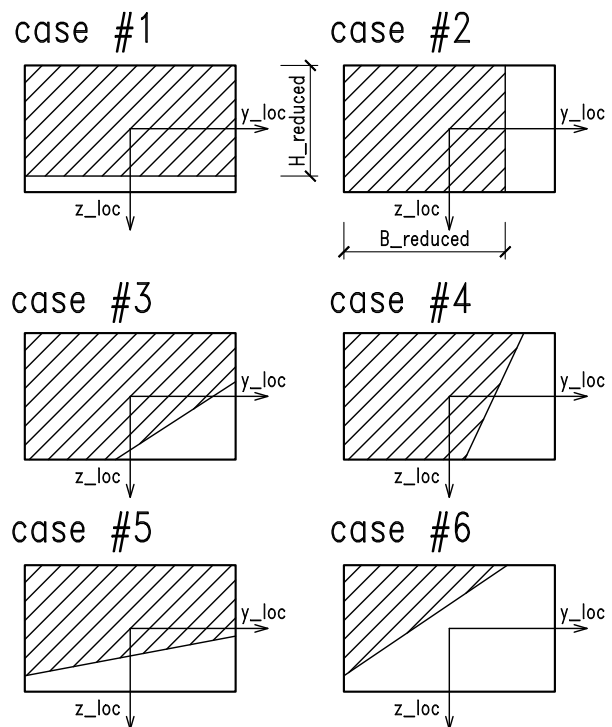 case #1
case #2
y_loc
H_reduced
y_loc
z_loc
z_loc
B_reduced
case #3
case #4
y_loc
y_loc
z_loc
z_loc
case #5
case #6
y_loc
y_loc
z_loc
z_loc